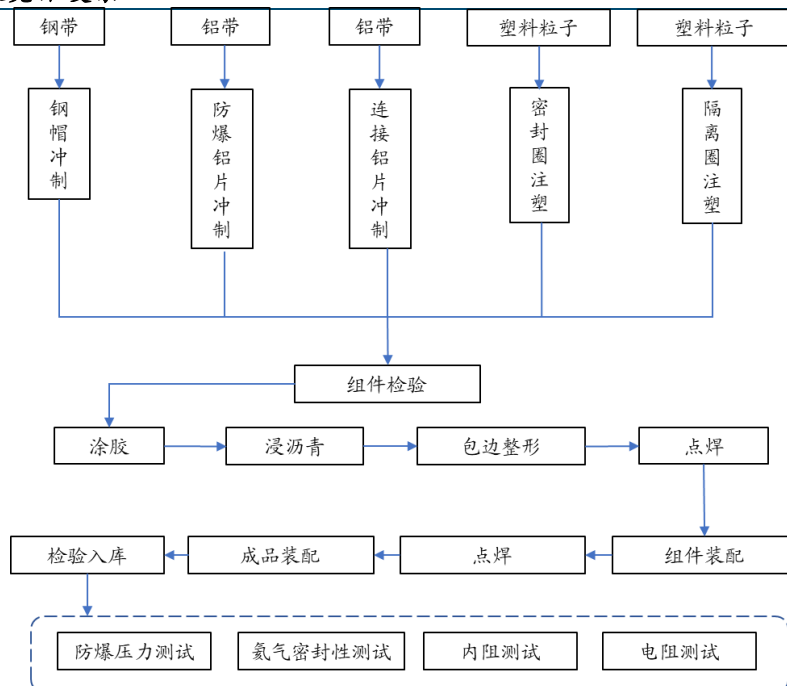 钢带
铝带
铝带
塑料粒子
塑料粒子
钢帽冲制
防爆铝片冲制
连接铝片冲制
密封圈注塑
隔离圈注塑
组件检验
涂胶
浸沥青
包边整形
点焊
检验入库
成品装配
点焊
组件装配
防爆压力测试
氦气密封性测试
内阻测试
电阻测试